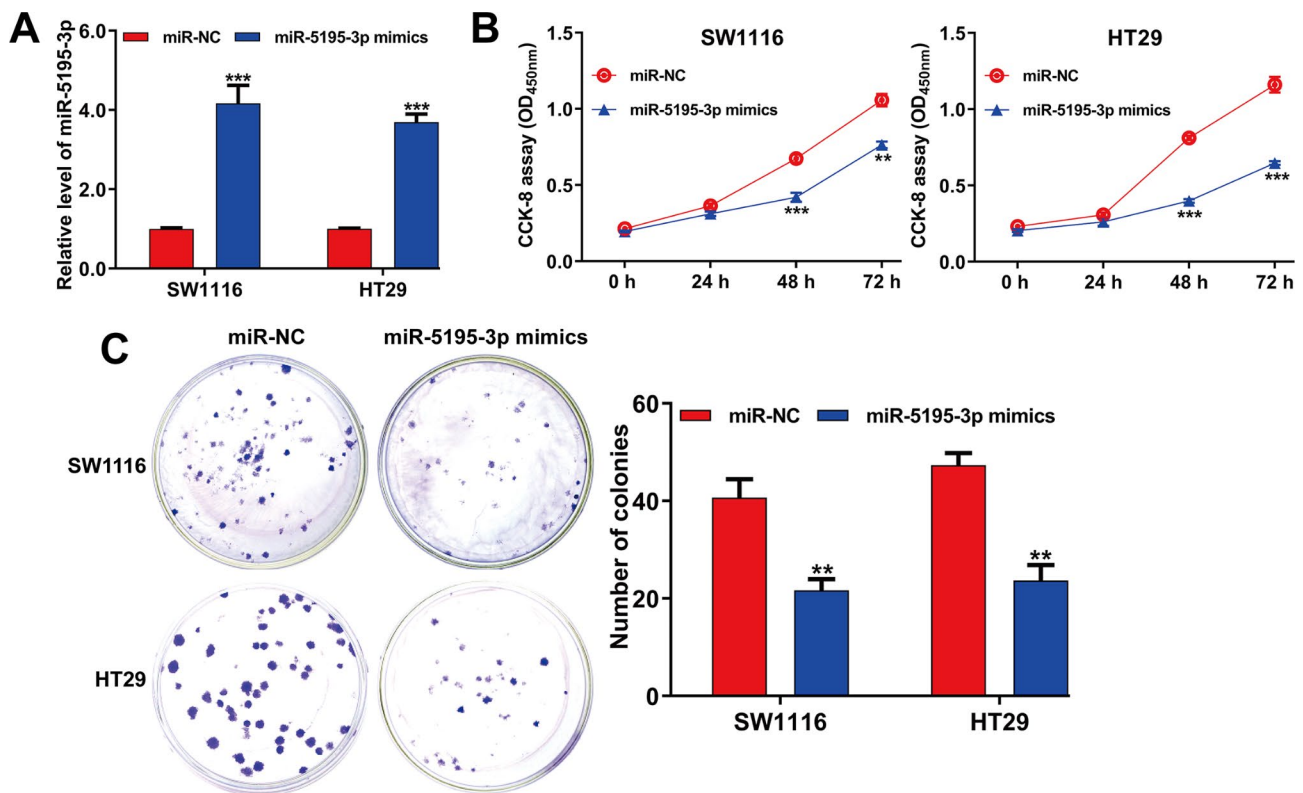 A
Relative level of miR-5195-3p
6.0
4.0
2.0
0.0
miR-NC
miR-5195-3p mimics
***
***
SW1116
HT29
B
SW1116
CCK-8 assay (OD450nm)
1.5
1.0
0.5
0.0
miR-NC
miR-5195-3p mimics
***
**
0 h
24 h
48 h
72 h
HT29
CCK-8 assay (OD450nm)
1.5
1.0
0.5
0.0
miR-NC
miR-5195-3p mimics
***
***
0 h
24 h
48 h
72 h
C
miR-NC
miR-5195-3p mimics
SW1116
HT29
Number of colonies
60
40
20
0
miR-NC
miR-5195-3p mimics
**
**
SW1116
HT29